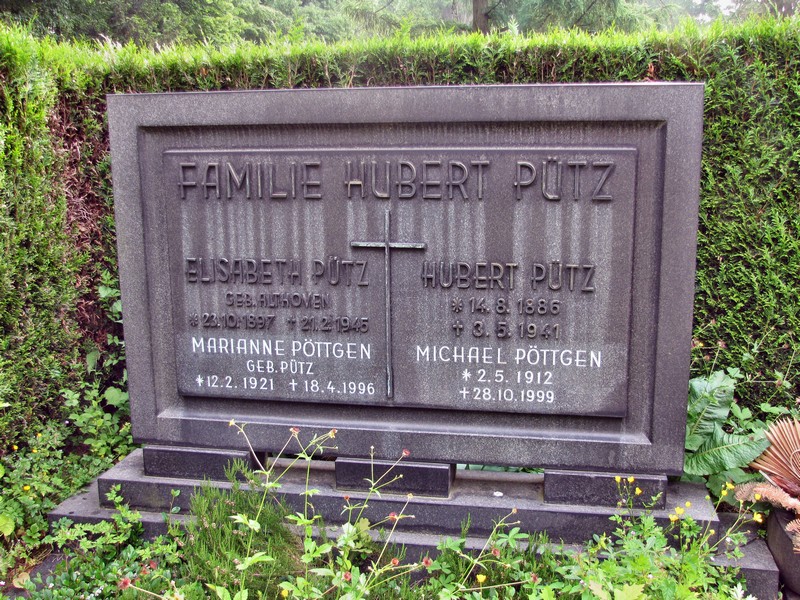 FAMILIE HUBERT PÜTZ
ELISABETH PÜTZ
GEB. ALTHOVEN
* 23.10.1897 + 21.2.1945
MARIANNE PÖTTGEN
GEB. PÜTZ
* 12.2.1921 + 18.4.1996
HUBERT PÜTZ
* 14.8.1886
+ 3.5.1941
MICHAEL PÖTTGEN
* 2.5.1912
+ 28.10.1999